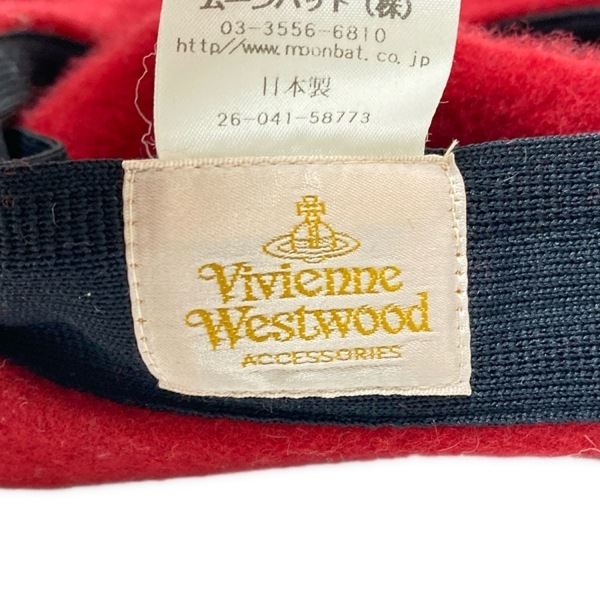 ムーンバット(株)
03-3556-6810
http://www.moonbat.co.jp
日本製
26-041-58773
Vivienne
Westwood
ACCESSORIES